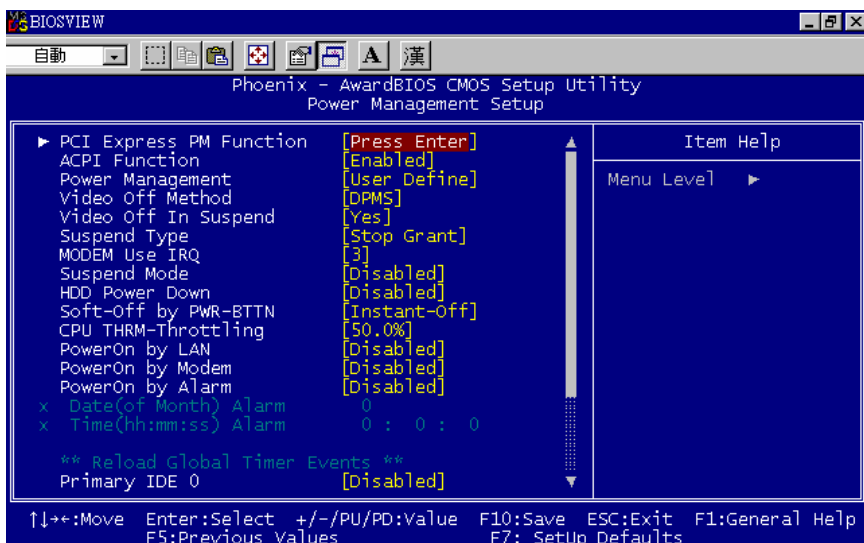 BIOSVIEW
自動 A 漢
Phoenix - AwardBIOS CMOS Setup Utility
Power Management Setup
► PCI Express PM Function [Press Enter]
ACPI Function [Enabled]
Power Management [User Define]
Video Off Method [DPMS]
Video Off In Suspend [Yes]
Suspend Type [Stop Grant]
MODEM Use IRQ [3]
Suspend Mode [Disabled]
HDD Power Down [Disabled]
Soft-Off by PWR-BTTN [Instant-Off]
CPU THRM-Throttling [50.0%]
PowerOn by LAN [Disabled]
PowerOn by Modem [Disabled]
PowerOn by Alarm [Disabled]
x Date(of Month) Alarm 0
x Time(hh:mm:ss) Alarm 0 : 0 : 0
** Reload Global Timer Events **
Primary IDE 0 [Disabled]
Item Help
Menu Level ►
↑↓→←:Move Enter:Select +/-/PU/PD:Value F10:Save ESC:Exit F1:General Help
F5:Previous Values F7: SetUp Defaults